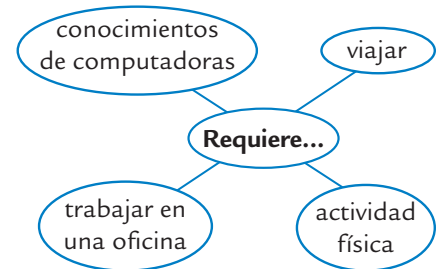 conocimientos
de computadoras
viajar
Requiere...
trabajar en
una oficina
actividad
física